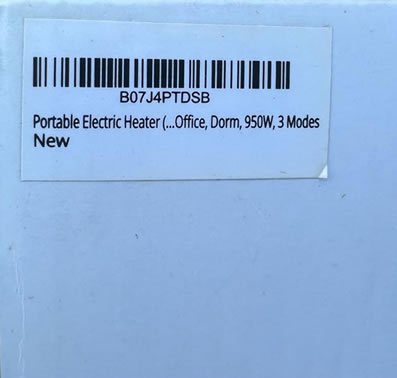 B07J4PTDSB
Portable Electric Heater (...Office, Dorm, 950W, 3 Modes
New